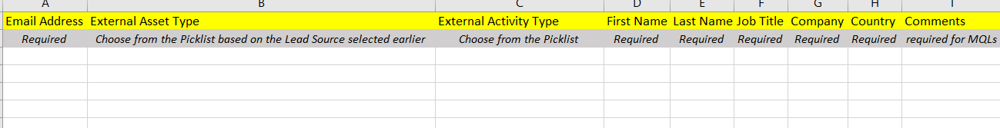 A B C D E F G H I
Email Address External Asset Type External Activity Type First Name Last Name Job Title Company Country Comments
Required Choose from the Picklist based on the Lead Source selected earlier Choose from the Picklist Required Required Required Required Required required for MQLs